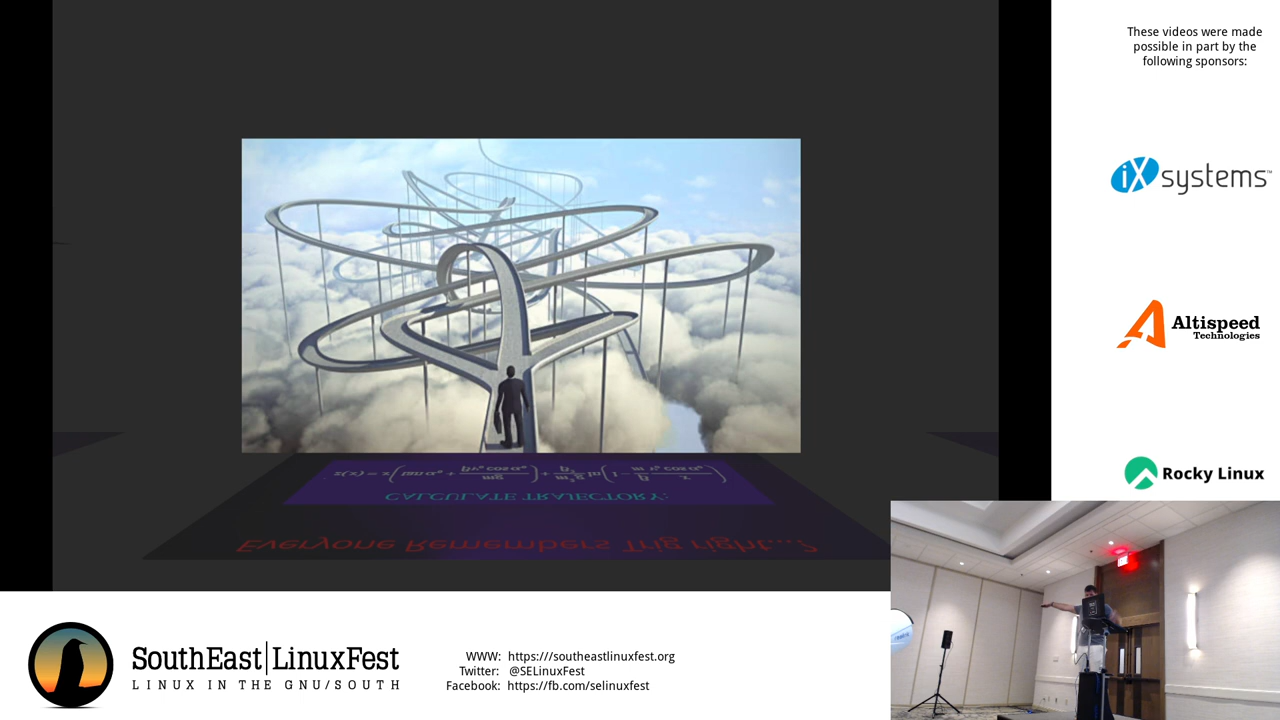 These videos were made
possible in part by the
following sponsors:
iXsystems™
Altispeed
Technologies
Rocky Linux
CALCULATE TRAJECTORY:
Everyone Remembers Trig right...?
SouthEast|LinuxFest
LINUX IN THE GNU/SOUTH
WWW: https:///southeastlinuxfest.org
Twitter: @SELinuxFest
Facebook: https://fb.com/selinuxfest